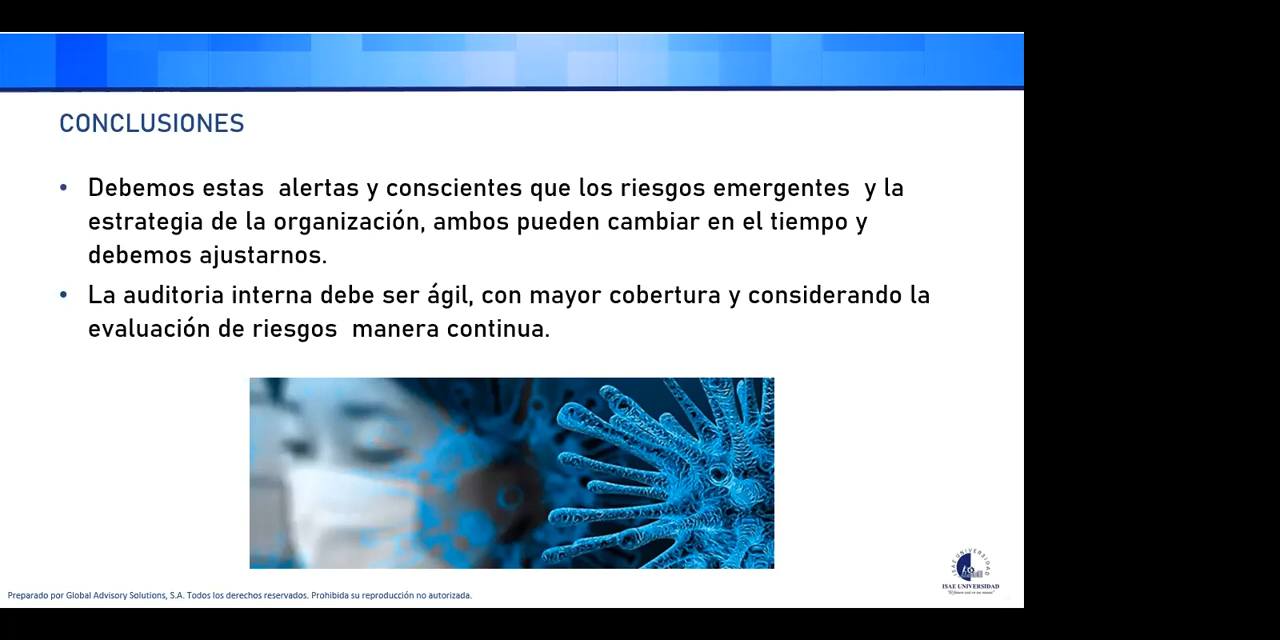 CONCLUSIONES
• Debemos estas alertas y conscientes que los riesgos emergentes y la
estrategia de la organización, ambos pueden cambiar en el tiempo y
debemos ajustarnos.
• La auditoria interna debe ser ágil, con mayor cobertura y considerando la
evaluación de riesgos manera continua.
ISAE UNIVERSIDAD
ISAE UNIVERSIDAD
Preparado por Global Advisory Solutions, S.A. Todos los derechos reservados. Prohibida su reproducción no autorizada.